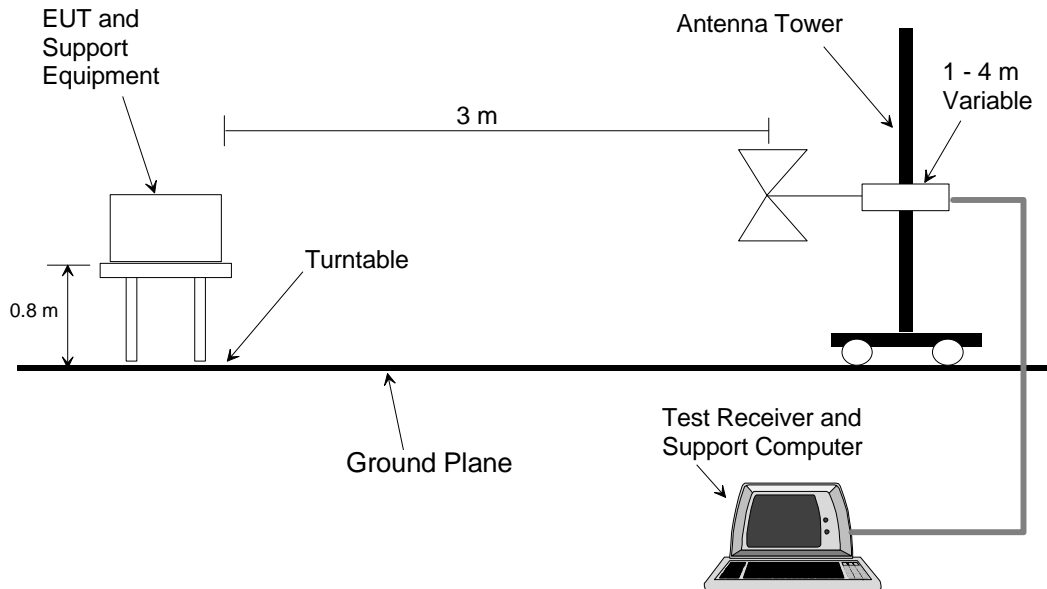 EUT and
Support
Equipment
Antenna Tower
1 - 4 m
Variable
3 m
Turntable
0.8 m
Ground Plane
Test Receiver and
Support Computer